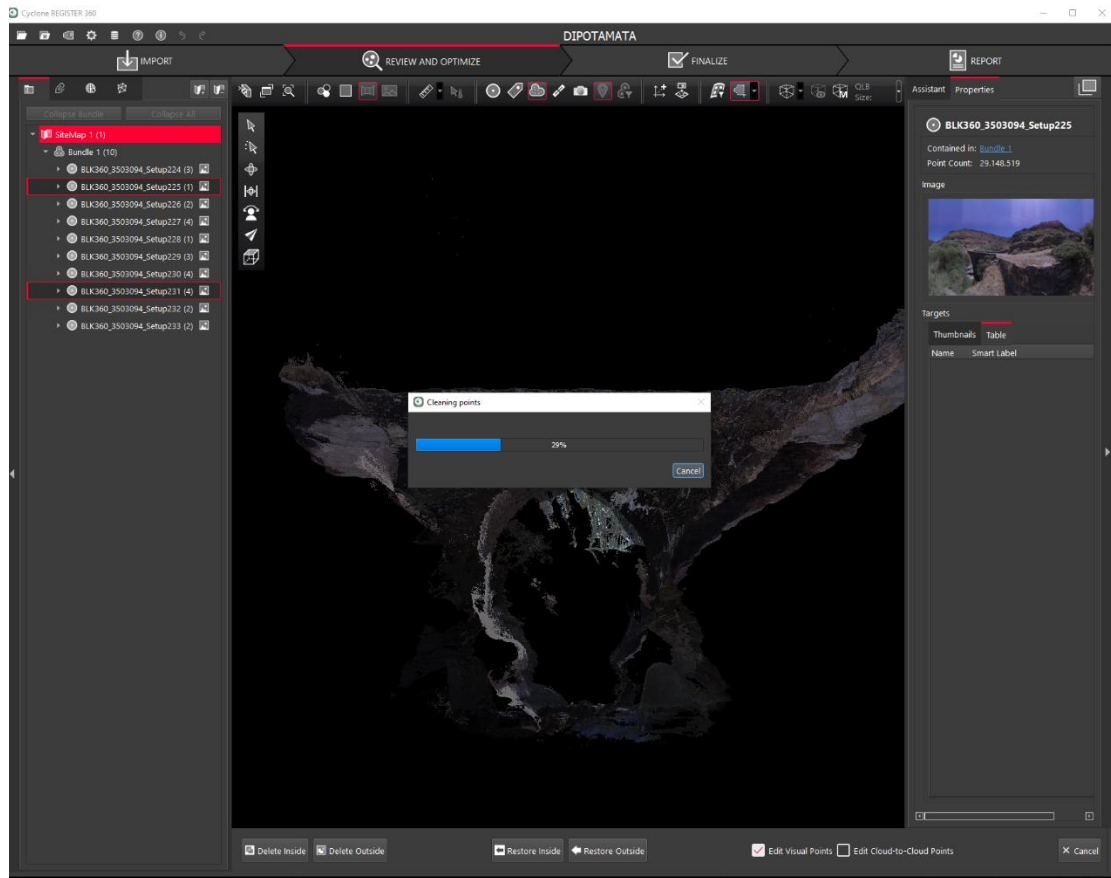 Cyclone REGISTER 360
DIPOTAMATA
IMPORT
REVIEW AND OPTIMIZE
FINALIZE
REPORT
QLB
Size:
Assistant Properties
Collapse Bundle Collapse All
SiteMap 1 (1)
Bundle 1 (10)
BLK360_3503094_Setup224 (3)
BLK360_3503094_Setup225 (1)
BLK360_3503094_Setup226 (2)
BLK360_3503094_Setup227 (4)
BLK360_3503094_Setup228 (1)
BLK360_3503094_Setup229 (3)
BLK360_3503094_Setup230 (4)
BLK360_3503094_Setup231 (4)
BLK360_3503094_Setup232 (2)
BLK360_3503094_Setup233 (2)
Cleaning points
29%
Cancel
BLK360_3503094_Setup225
Contained in: Bundle 1
Point Count: 29.148.519
Image
Targets
Thumbnails Table
Name Smart Label
Delete Inside Delete Outside Restore Inside Restore Outside Edit Visual Points Edit Cloud-to-Cloud Points Cancel